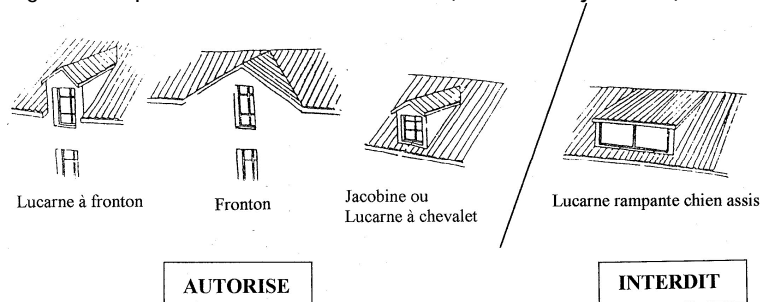 Lucarne à fronton
Fronton
Jacobine ou
Lucarne à chevalet
Lucarne rampante chien assis
AUTORISE
INTERDIT